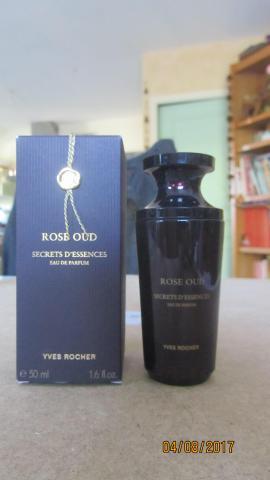 ROSE OUD
SECRETS D'ESSENCES
EAU DE PARFUM
YVES ROCHER
e 50 ml 1.6 fl.oz.
ROSE OUD
SECRETS D'ESSENCES
EAU DE PARFUM
YVES ROCHER
04/08/2017